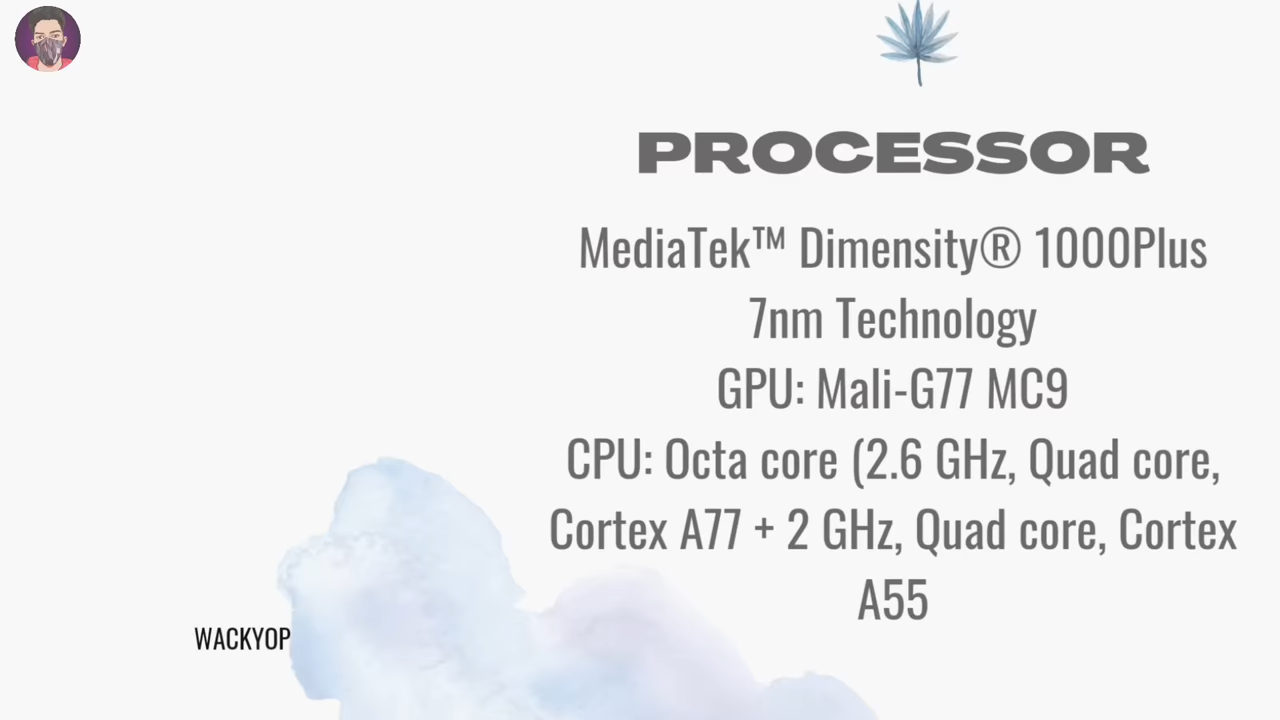 PROCESSOR
MediaTek™ Dimensity® 1000Plus
7nm Technology
GPU: Mali-G77 MC9
CPU: Octa core (2.6 GHz, Quad core,
Cortex A77 + 2 GHz, Quad core, Cortex
A55
WACKYOP